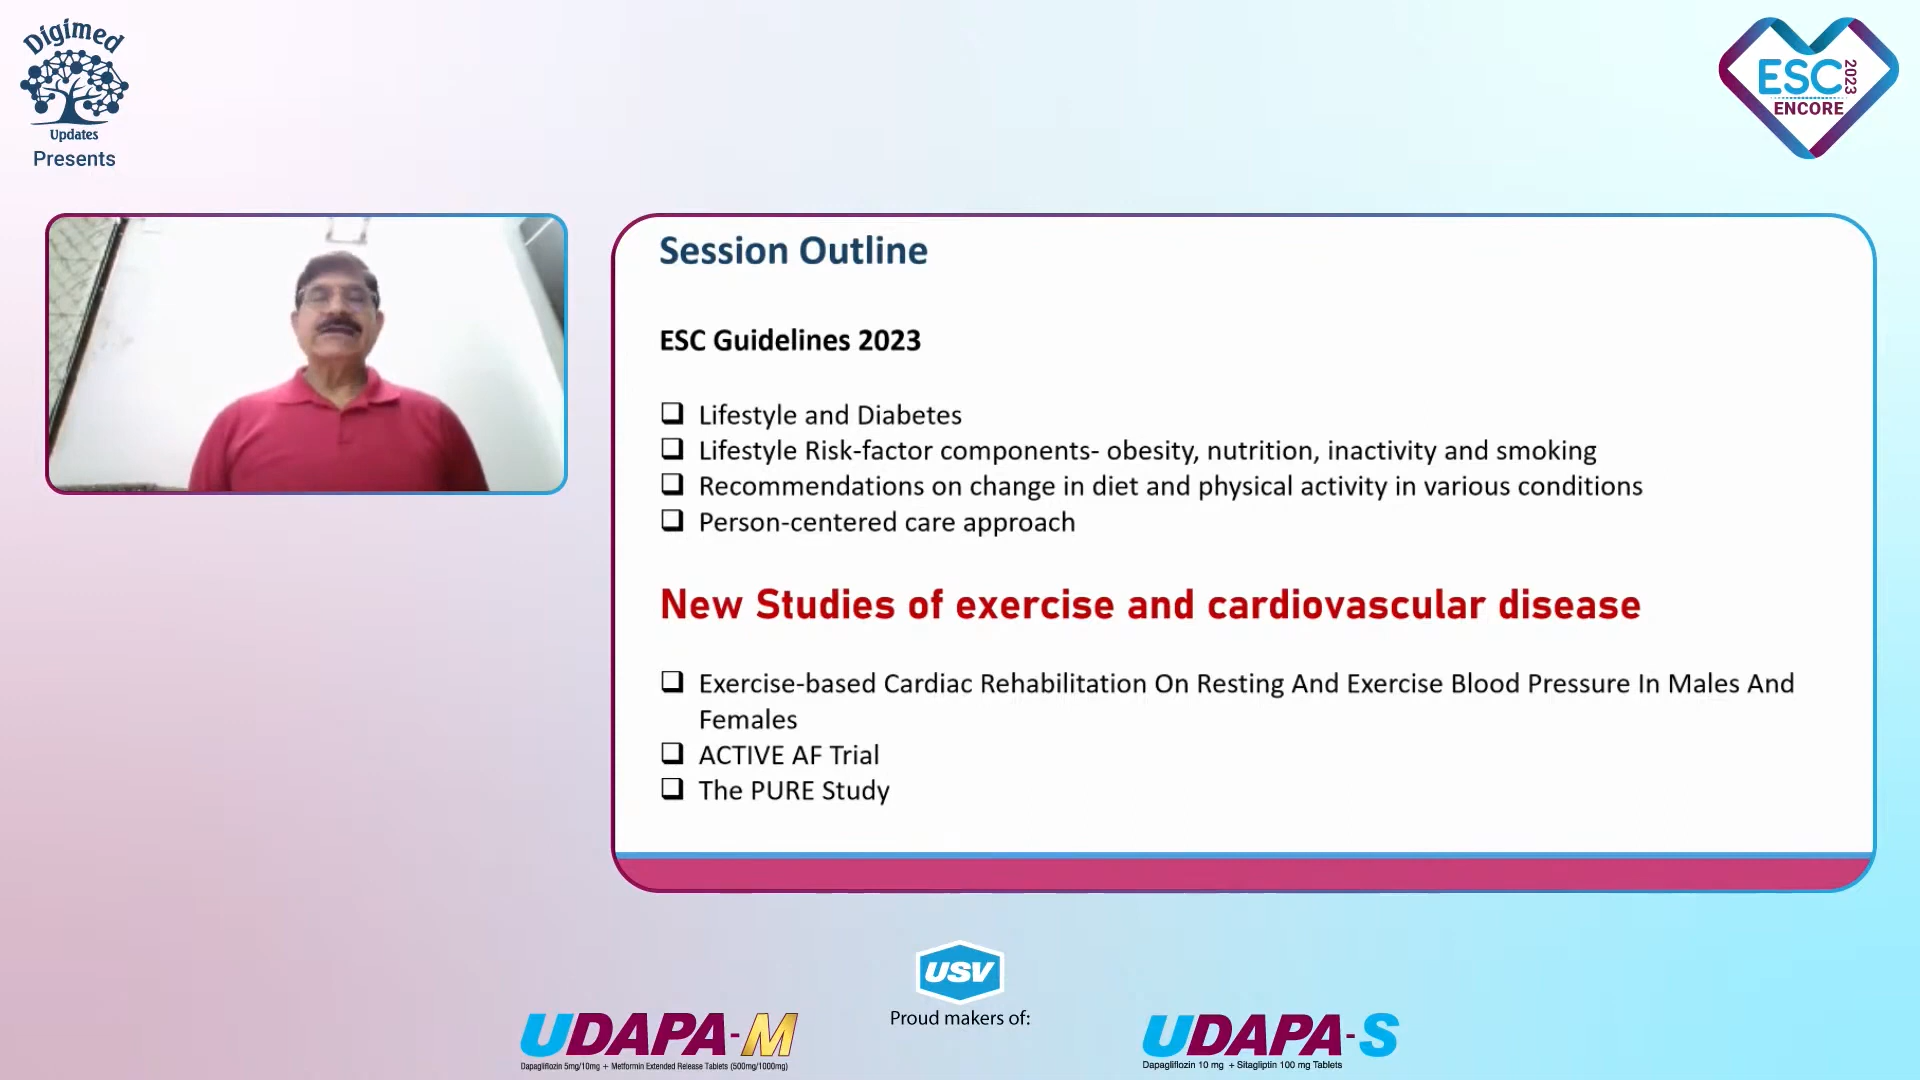 Digimed
Updates
Presents
ESC 2023
ENCORE
Session Outline
ESC Guidelines 2023
❑ Lifestyle and Diabetes
❑ Lifestyle Risk-factor components- obesity, nutrition, inactivity and smoking
❑ Recommendations on change in diet and physical activity in various conditions
❑ Person-centered care approach
New Studies of exercise and cardiovascular disease
❑ Exercise-based Cardiac Rehabilitation On Resting And Exercise Blood Pressure In Males And
Females
❑ ACTIVE AF Trial
❑ The PURE Study
USV
Proud makers of:
UDAPA-M
Dapagliflozin 5mg/10mg + Metformin Extended Release Tablets (500mg/1000mg)
UDAPA-S
Dapagliflozin 10 mg + Sitagliptin 100 mg Tablets